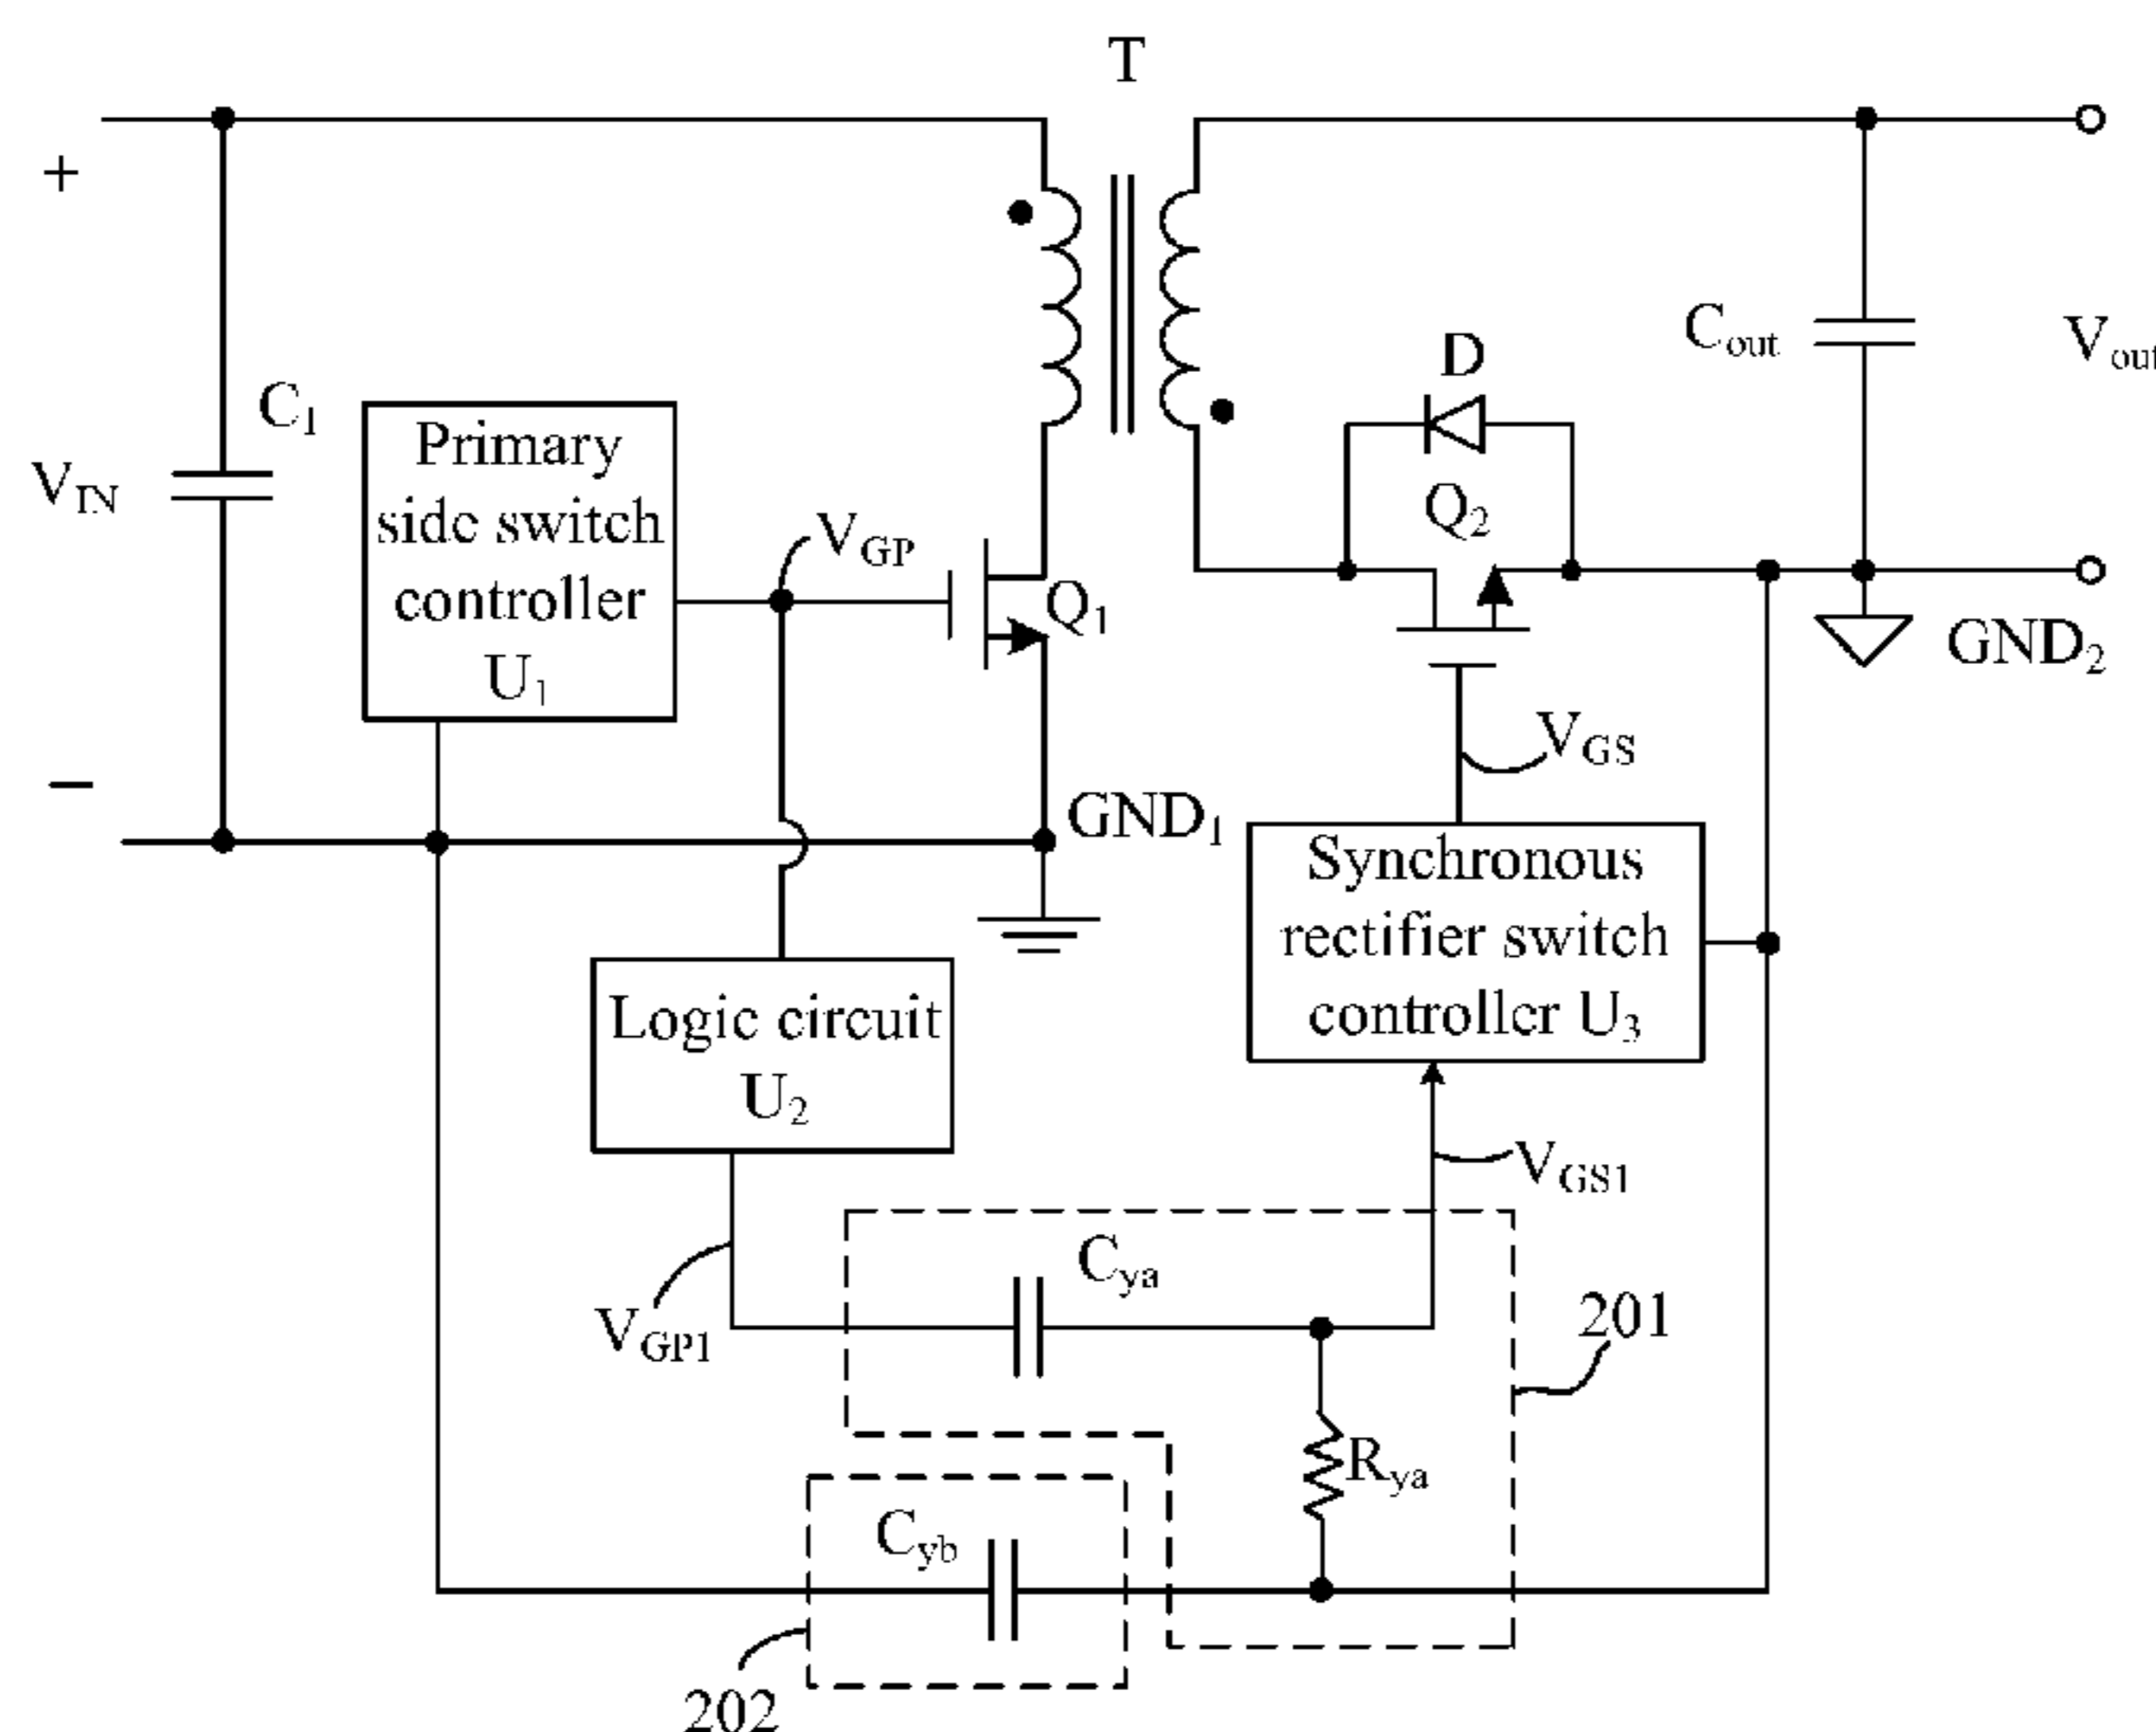 T
+
C1
VIN
−
Primary
side switch
controller
U1
VGP
Q1
GND1
D
Q2
Cout
Vout
GND2
VGS
Synchronous
rectifier switch
controller U3
Logic circuit
U2
VGS1
Cya
VGP1
201
Rya
Cyb
202